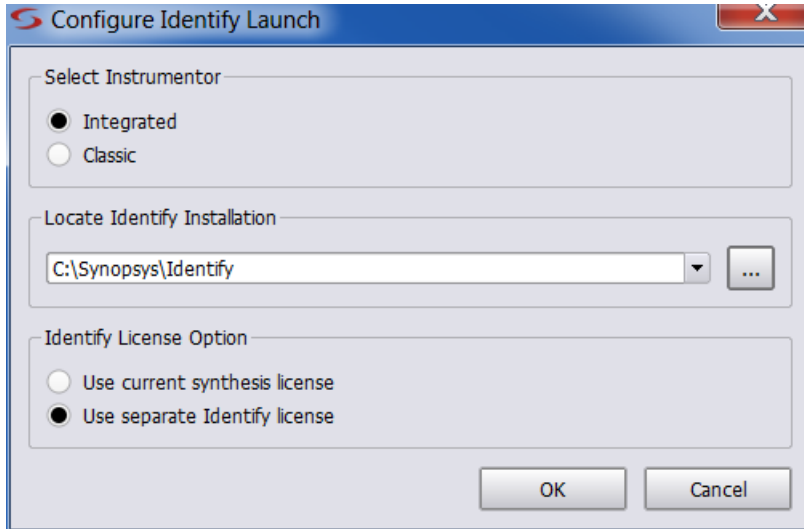 Configure Identify Launch
Select Instrumentor
Integrated
Classic
Locate Identify Installation
C:\Synopsys\Identify
...
Identify License Option
Use current synthesis license
Use separate Identify license
OK Cancel